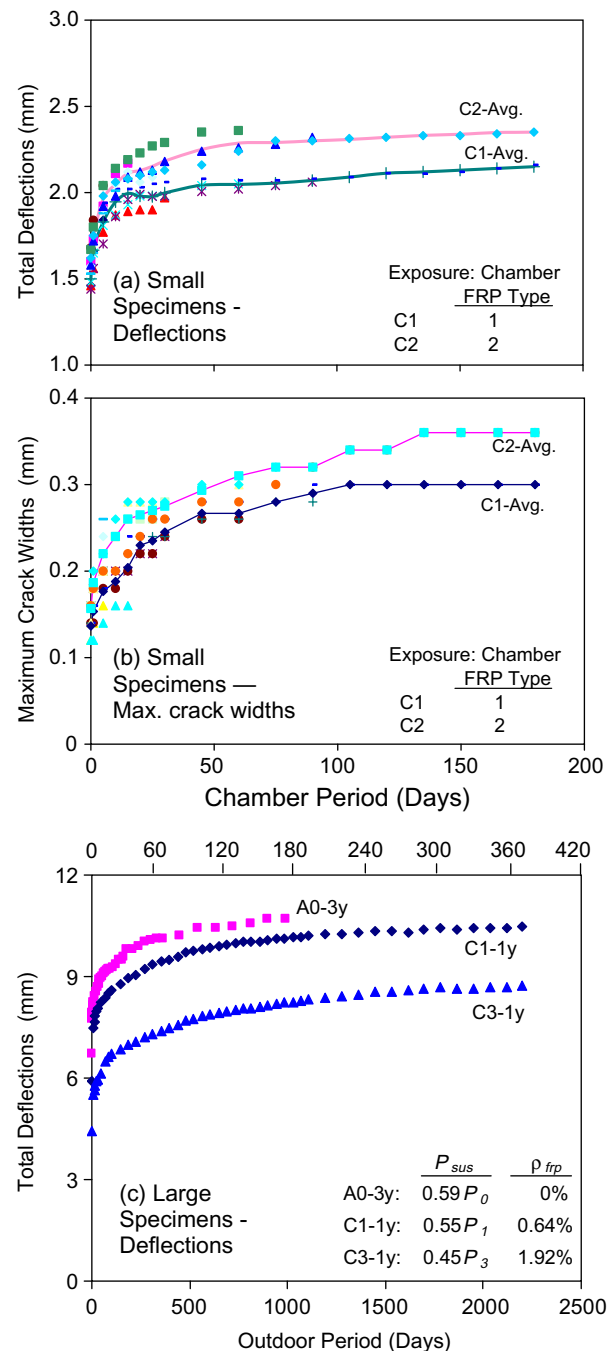 3.0
2.5
2.0
1.5
1.0
Total Deflections (mm)
C2-Avg.
C1-Avg.
(a) Small
Specimens -
Deflections
Exposure: Chamber
FRP Type
C1 1
C2 2
0.4
0.3
0.2
0.1
0
Maximum Crack Widths (mm)
C2-Avg.
C1-Avg.
(b) Small
Specimens —
Max. crack widths
Exposure: Chamber
FRP Type
C1 1
C2 2
0 50 100 150 200
Chamber Period (Days)
0 60 120 180 240 300 360 420
12
9
6
3
0
Total Deflections (mm)
A0-3y
C1-1y
C3-1y
(c) Large
Specimens -
Deflections
P sus ρ frp
A0-3y: 0.59 P 0 0%
C1-1y: 0.55 P 1 0.64%
C3-1y: 0.45 P 3 1.92%
0 500 1000 1500 2000 2500
Outdoor Period (Days)